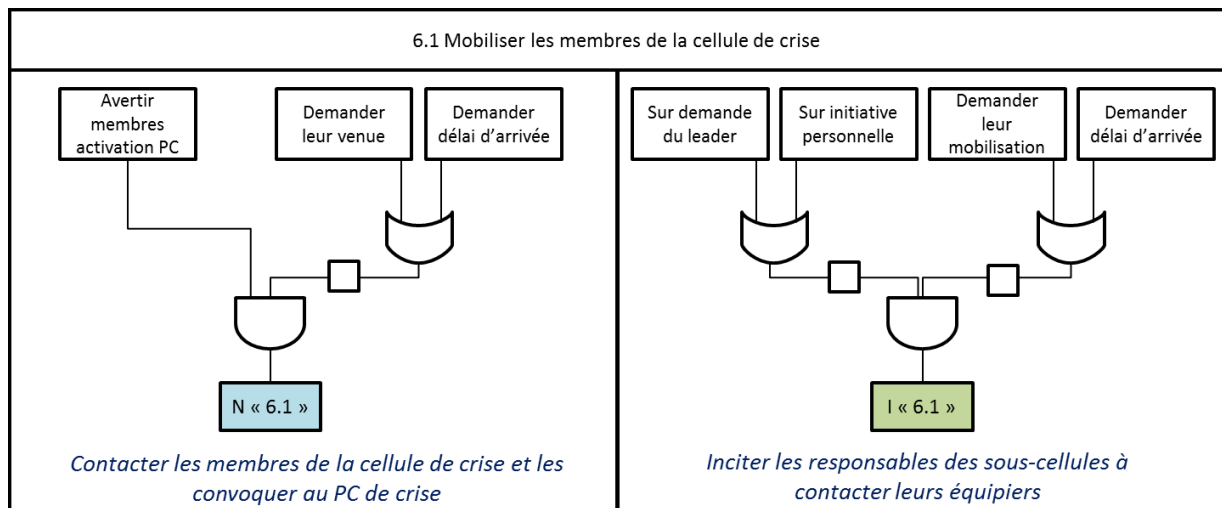 6.1 Mobiliser les membres de la cellule de crise
Avertir
membres
activation PC
Demander
leur venue
Demander
délai d'arrivée
Sur demande
du leader
Sur initiative
personnelle
Demander
leur
mobilisation
Demander
délai d'arrivée
N « 6.1 »
I « 6.1 »
Contacter les membres de la cellule de crise et les
convoquer au PC de crise
Inciter les responsables des sous-cellules à
contacter leurs équipiers